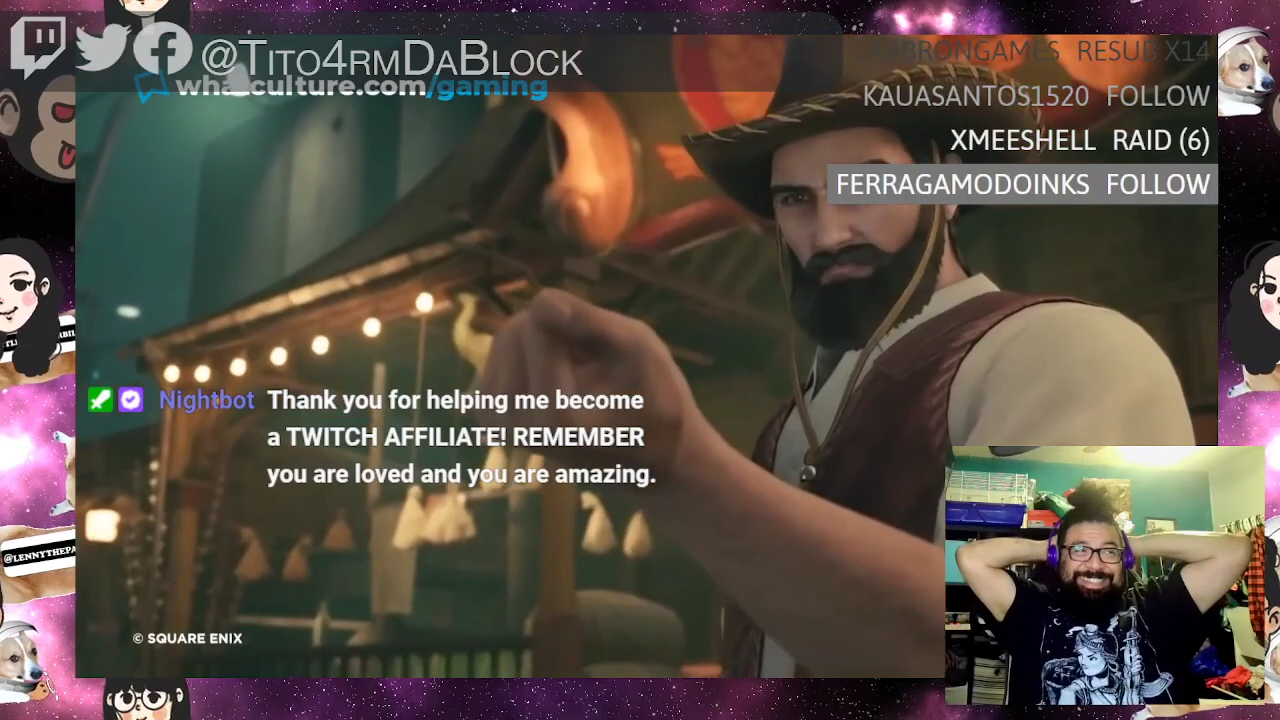 @Tito4rmDaBlock
whatculture.com/gaming
RESUB X14
KAUASANTOS1520 FOLLOW
XMEESHELL RAID (6)
FERRAGAMODOINKS FOLLOW
Nightbot Thank you for helping me become
a TWITCH AFFILIATE! REMEMBER
you are loved and you are amazing.
@LENNYTHEPA
© SQUARE ENIX